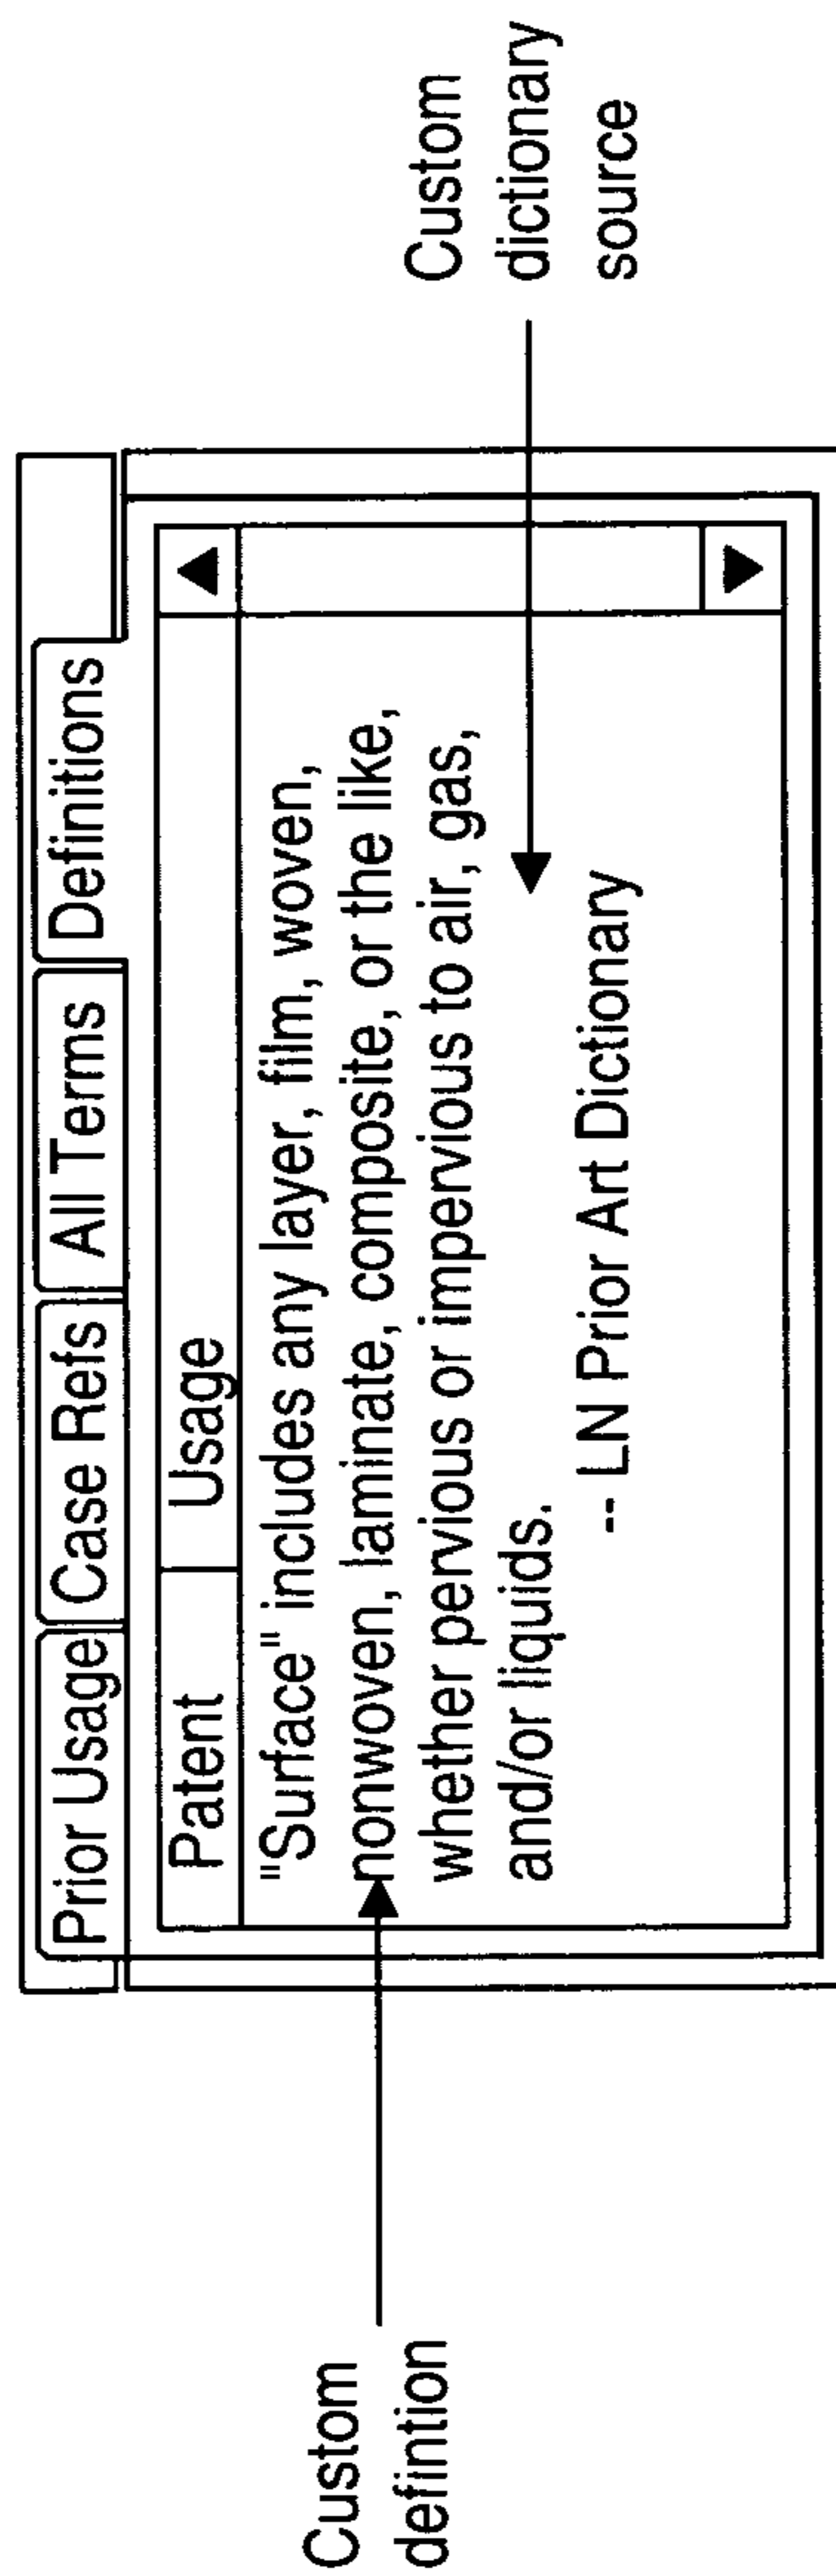 Prior Usage Case Refs All Terms Definitions
Patent Usage
"Surface" includes any layer, film, woven,
nonwoven, laminate, composite, or the like,
whether pervious or impervious to air, gas,
and/or liquids.
-- LN Prior Art Dictionary
Custom
defintion
Custom
dictionary
source